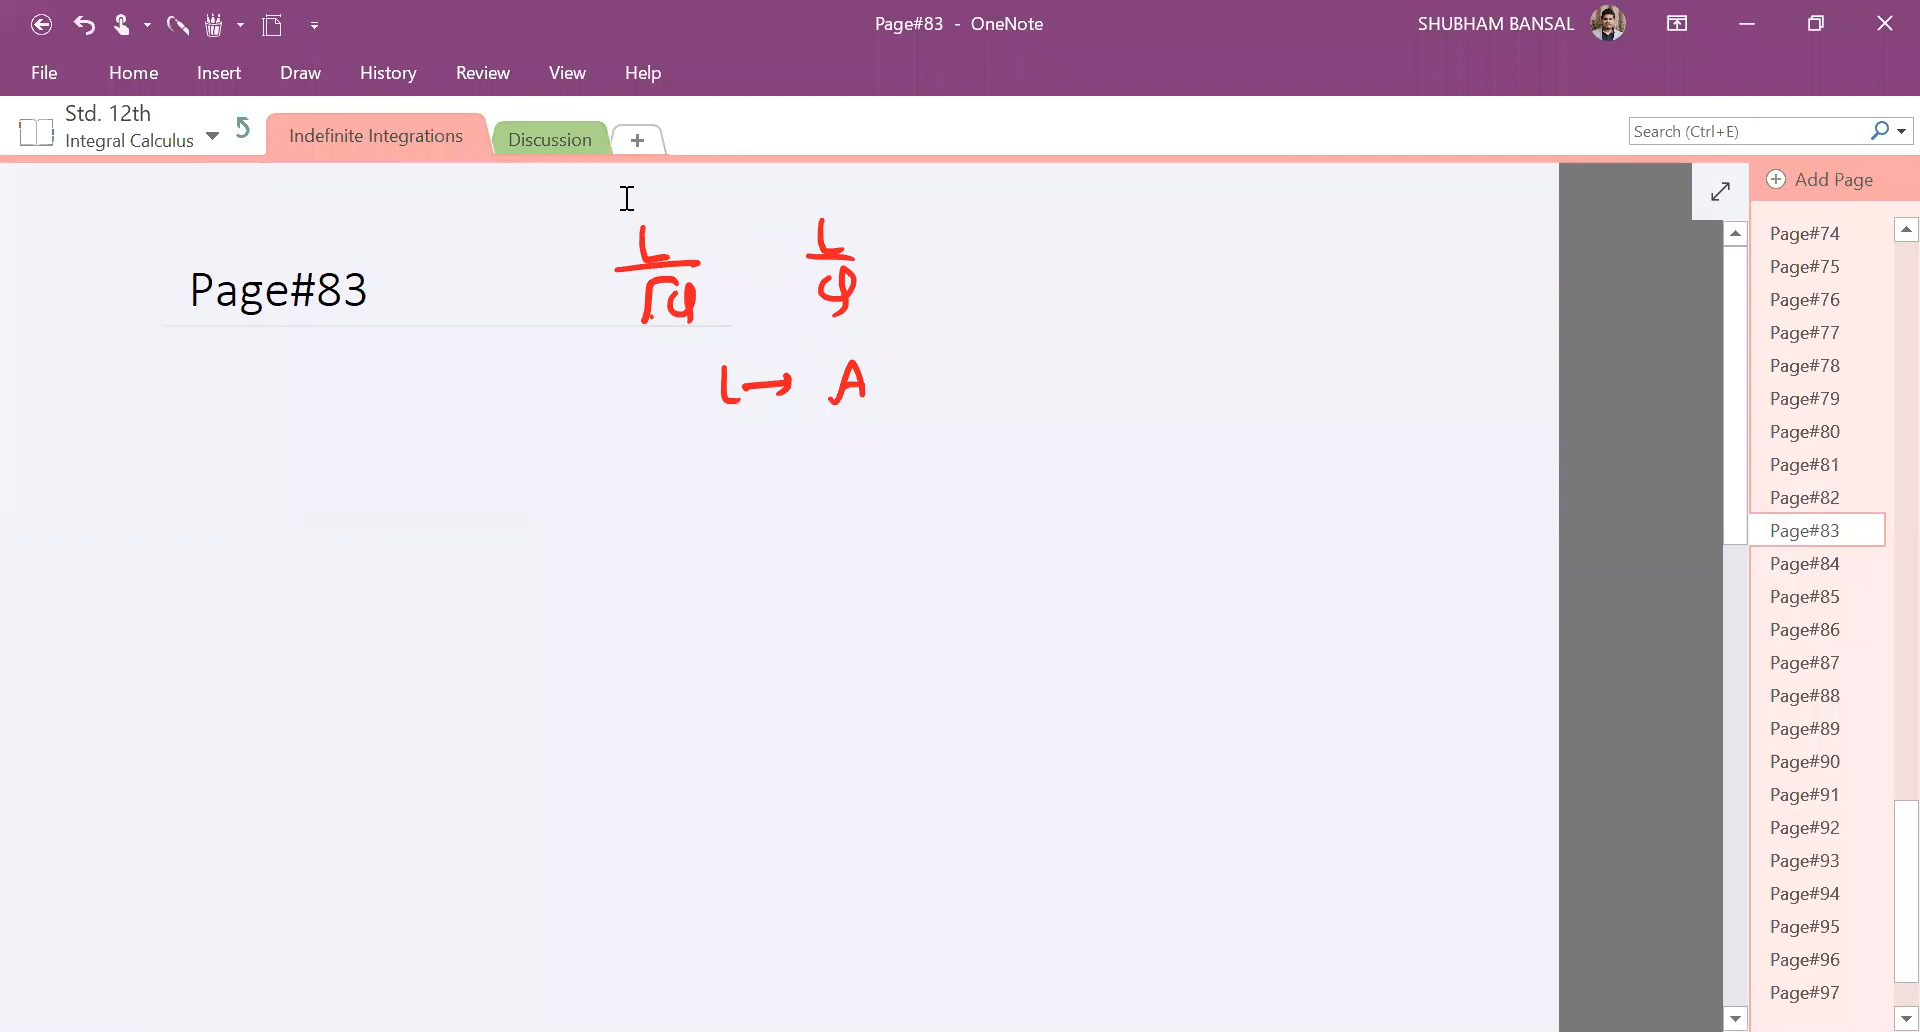 Page#83 - OneNote
SHUBHAM BANSAL
File Home Insert Draw History Review View Help
Std. 12th
Integral Calculus
Indefinite Integrations
Discussion
+
Search (Ctrl+E)
Add Page
Page#83
L/√Q L/Q
L → A
Page#74
Page#75
Page#76
Page#77
Page#78
Page#79
Page#80
Page#81
Page#82
Page#83
Page#84
Page#85
Page#86
Page#87
Page#88
Page#89
Page#90
Page#91
Page#92
Page#93
Page#94
Page#95
Page#96
Page#97